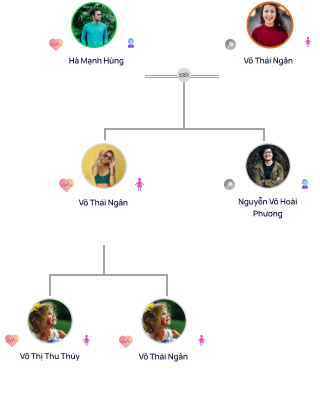 Hà Mạnh Hùng
Võ Thái Ngân
Võ Thái Ngân
Nguyễn Võ Hoài
Phương
Võ Thị Thu Thúy
Võ Thái Ngân